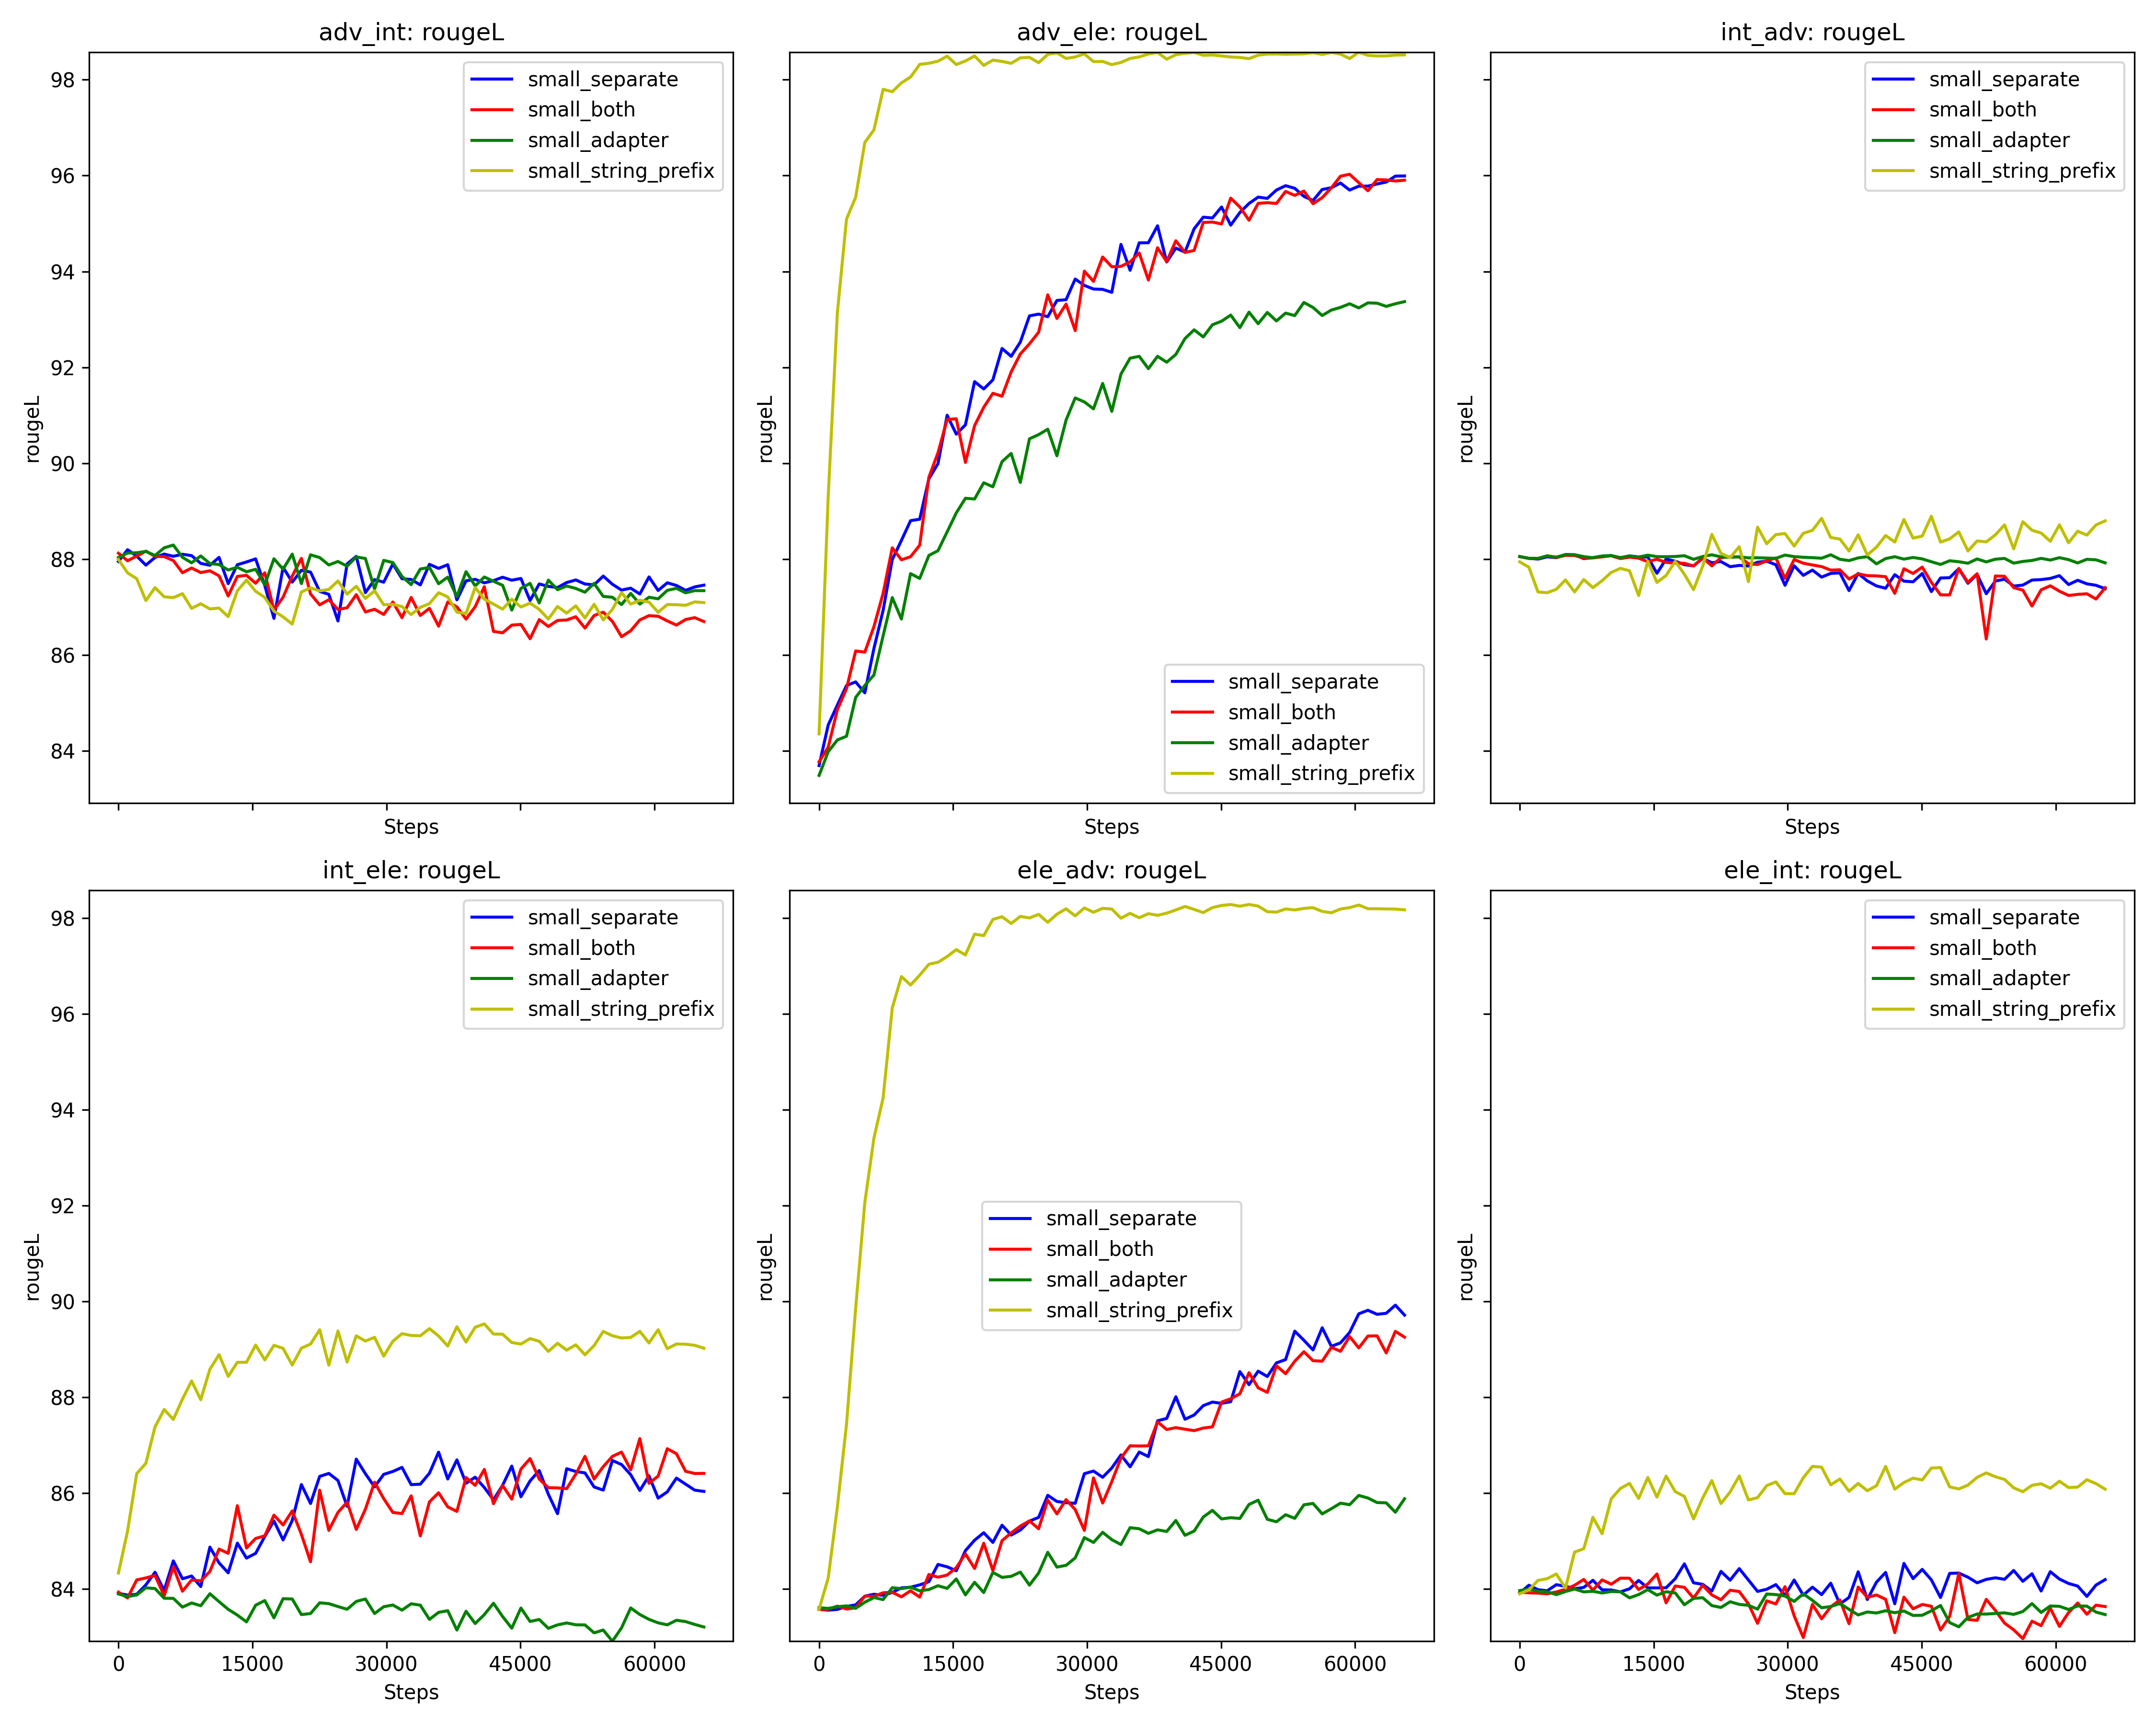 adv_int: rougeL
rougeL
98
96
94
92
90
88
86
84
small_separate
small_both
small_adapter
small_string_prefix
Steps
adv_ele: rougeL
rougeL
small_separate
small_both
small_adapter
small_string_prefix
Steps
int_adv: rougeL
rougeL
small_separate
small_both
small_adapter
small_string_prefix
Steps
int_ele: rougeL
rougeL
98
96
94
92
90
88
86
84
small_separate
small_both
small_adapter
small_string_prefix
0 15000 30000 45000 60000
Steps
ele_adv: rougeL
rougeL
small_separate
small_both
small_adapter
small_string_prefix
0 15000 30000 45000 60000
Steps
ele_int: rougeL
rougeL
small_separate
small_both
small_adapter
small_string_prefix
0 15000 30000 45000 60000
Steps